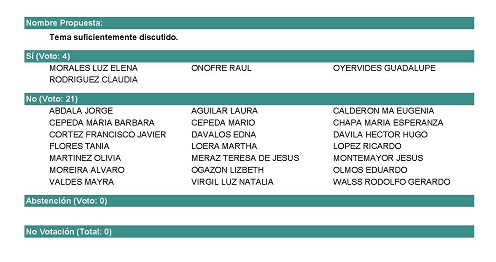 Nombre Propuesta:
Tema suficientemente discutido.
Sí (Voto: 4)
MORALES LUZ ELENA ONOFRE RAUL OYERVIDES GUADALUPE
RODRIGUEZ CLAUDIA
No (Voto: 21)
ABDALA JORGE AGUILAR LAURA CALDERON MA EUGENIA
CEPEDA MARIA BARBARA CEPEDA MARIO CHAPA MARIA ESPERANZA
CORTEZ FRANCISCO JAVIER DAVALOS EDNA DAVILA HECTOR HUGO
FLORES TANIA LOERA MARTHA LOPEZ RICARDO
MARTINEZ OLIVIA MERAZ TERESA DE JESUS MONTEMAYOR JESUS
MOREIRA ALVARO OGAZON LIZBETH OLMOS EDUARDO
VALDES MAYRA VIRGIL LUZ NATALIA WALSS RODOLFO GERARDO
Abstención (Voto: 0)
No Votación (Total: 0)